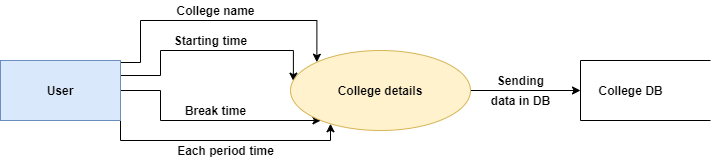 College name
Starting time
User
College details
Sending
data in DB
College DB
Break time
Each period time